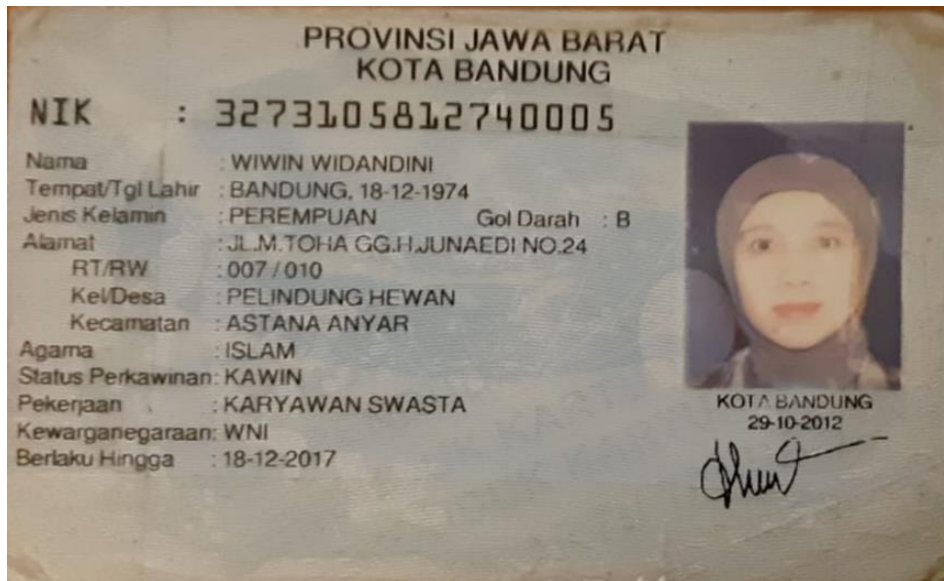 PROVINSI JAWA BARAT
KOTA BANDUNG
NIK : 3273105812740005
Nama : WIWIN WIDANDINI
Tempat/Tgl Lahir : BANDUNG, 18-12-1974
Jenis Kelamin : PEREMPUAN Gol Darah : B
Alamat : JL.M.TOHA GG.H.JUNAEDI NO.24
RT/RW : 007 / 010
Kel/Desa : PELINDUNG HEWAN
Kecamatan : ASTANA ANYAR
Agama : ISLAM
Status Perkawinan: KAWIN
Pekerjaan : KARYAWAN SWASTA
Kewarganegaraan: WNI
Berlaku Hingga : 18-12-2017
KOTA BANDUNG
29-10-2012